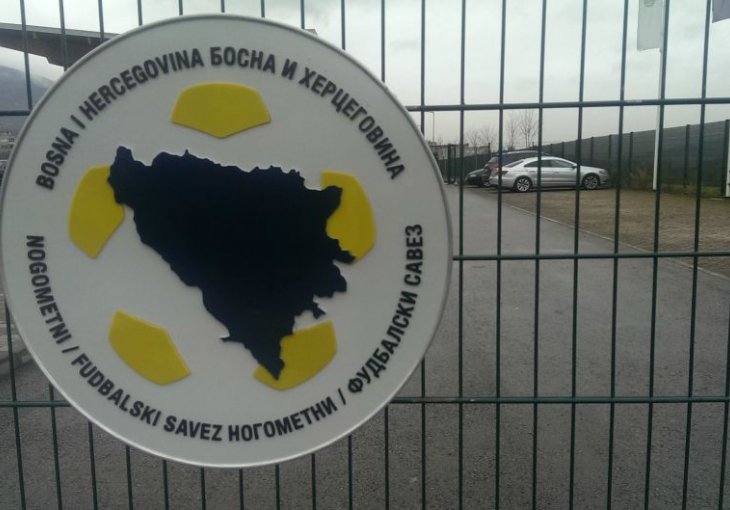 BOSNA I HERCEGOVINA БОСНА И ХЕРЦЕГОВИНА
NOGOMETNI / FUDBALSKI SAVEZ НОГОМЕТНИ / ФУДБАЛСКИ САВЕЗ